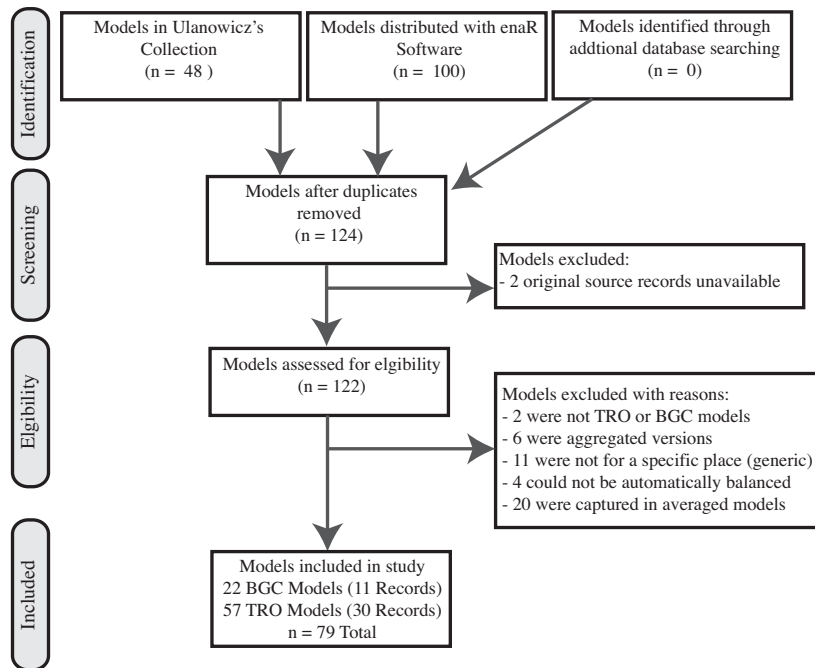 Identification
Models in Ulanowicz's
Collection
(n = 48 )
Models distributed with enaR
Software
(n = 100)
Models identified through
addtional database searching
(n = 0)
Screening
Models after duplicates
removed
(n = 124)
Models excluded:
- 2 original source records unavailable
Elgibility
Models assessed for elgibility
(n = 122)
Models excluded with reasons:
- 2 were not TRO or BGC models
- 6 were aggregated versions
- 11 were not for a specific place (generic)
- 4 could not be automatically balanced
- 20 were captured in averaged models
Included
Models included in study
22 BGC Models (11 Records)
57 TRO Models (30 Records)
n = 79 Total